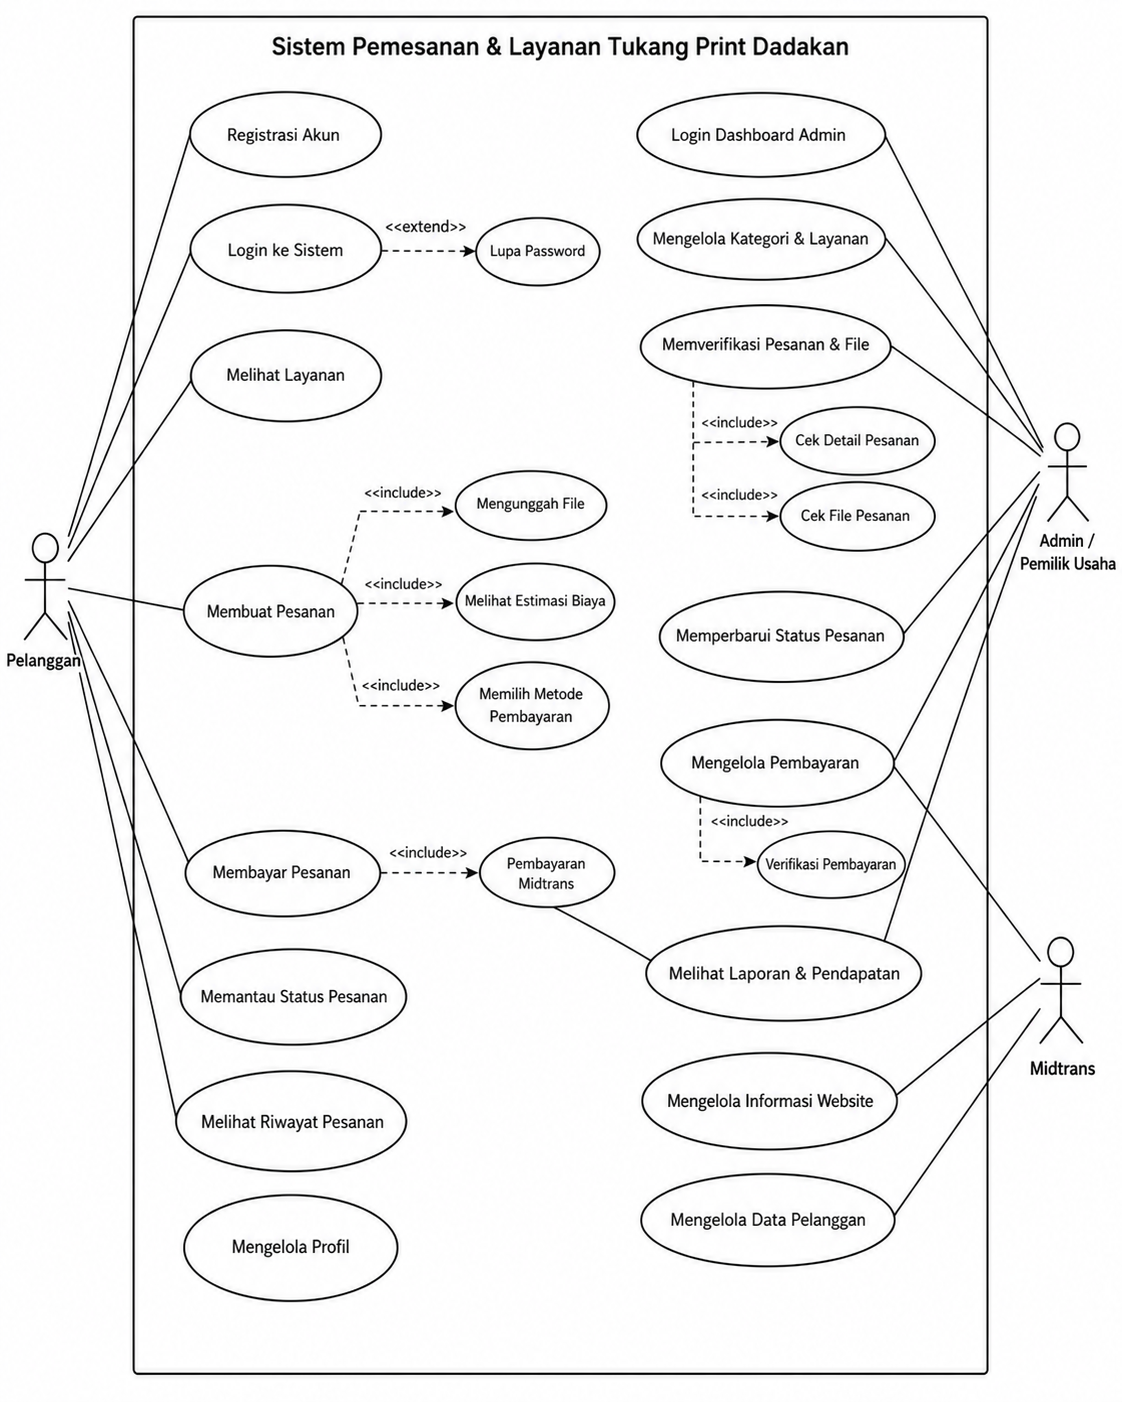 Sistem Pemesanan & Layanan Tukang Print Dadakan
Registrasi Akun
Login Dashboard Admin
Login ke Sistem
<<extend>>
Lupa Password
Mengelola Kategori & Layanan
Melihat Layanan
Memverifikasi Pesanan & File
<<include>>
Cek Detail Pesanan
<<include>>
Cek File Pesanan
Admin /
Pemilik Usaha
<<include>>
Mengunggah File
Membuat Pesanan
<<include>>
Melihat Estimasi Biaya
<<include>>
Memilih Metode
Pembayaran
Pelanggan
Memperbarui Status Pesanan
Mengelola Pembayaran
<<include>>
Verifikasi Pembayaran
Membayar Pesanan
<<include>>
Pembayaran
Midtrans
Memantau Status Pesanan
Melihat Laporan & Pendapatan
Midtrans
Melihat Riwayat Pesanan
Mengelola Informasi Website
Mengelola Profil
Mengelola Data Pelanggan